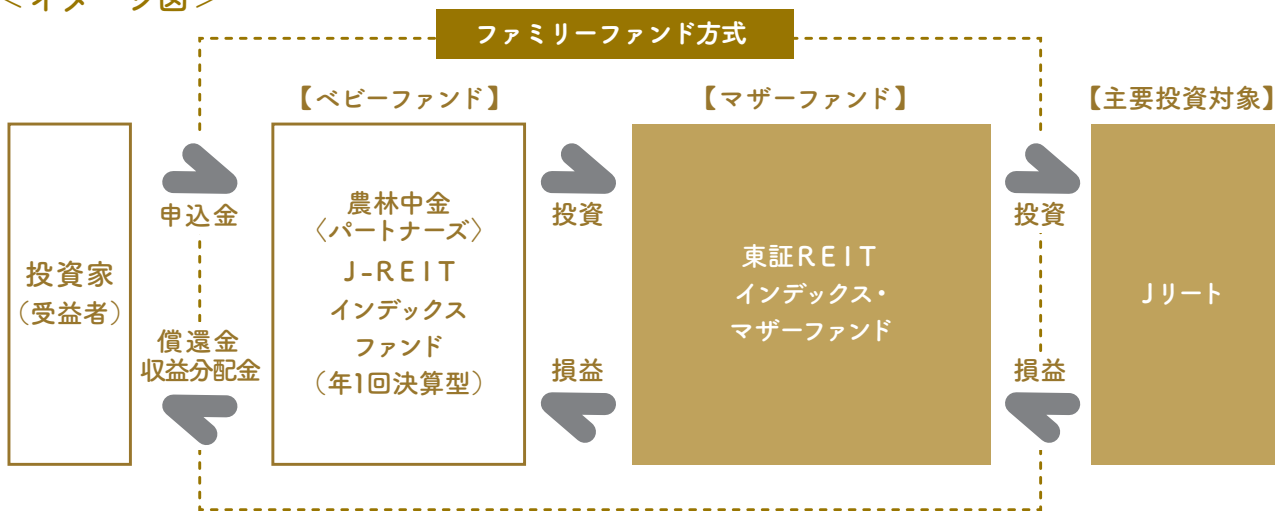 ＜イメージ図＞
ファミリーファンド方式
【ベビーファンド】
【マザーファンド】
【主要投資対象】
投資家
（受益者）
申込金
償還金
収益分配金
農林中金
〈パートナーズ〉
J-REIT
インデックス
ファンド
（年1回決算型）
投資
損益
東証REIT
インデックス・
マザーファンド
投資
損益
Jリート